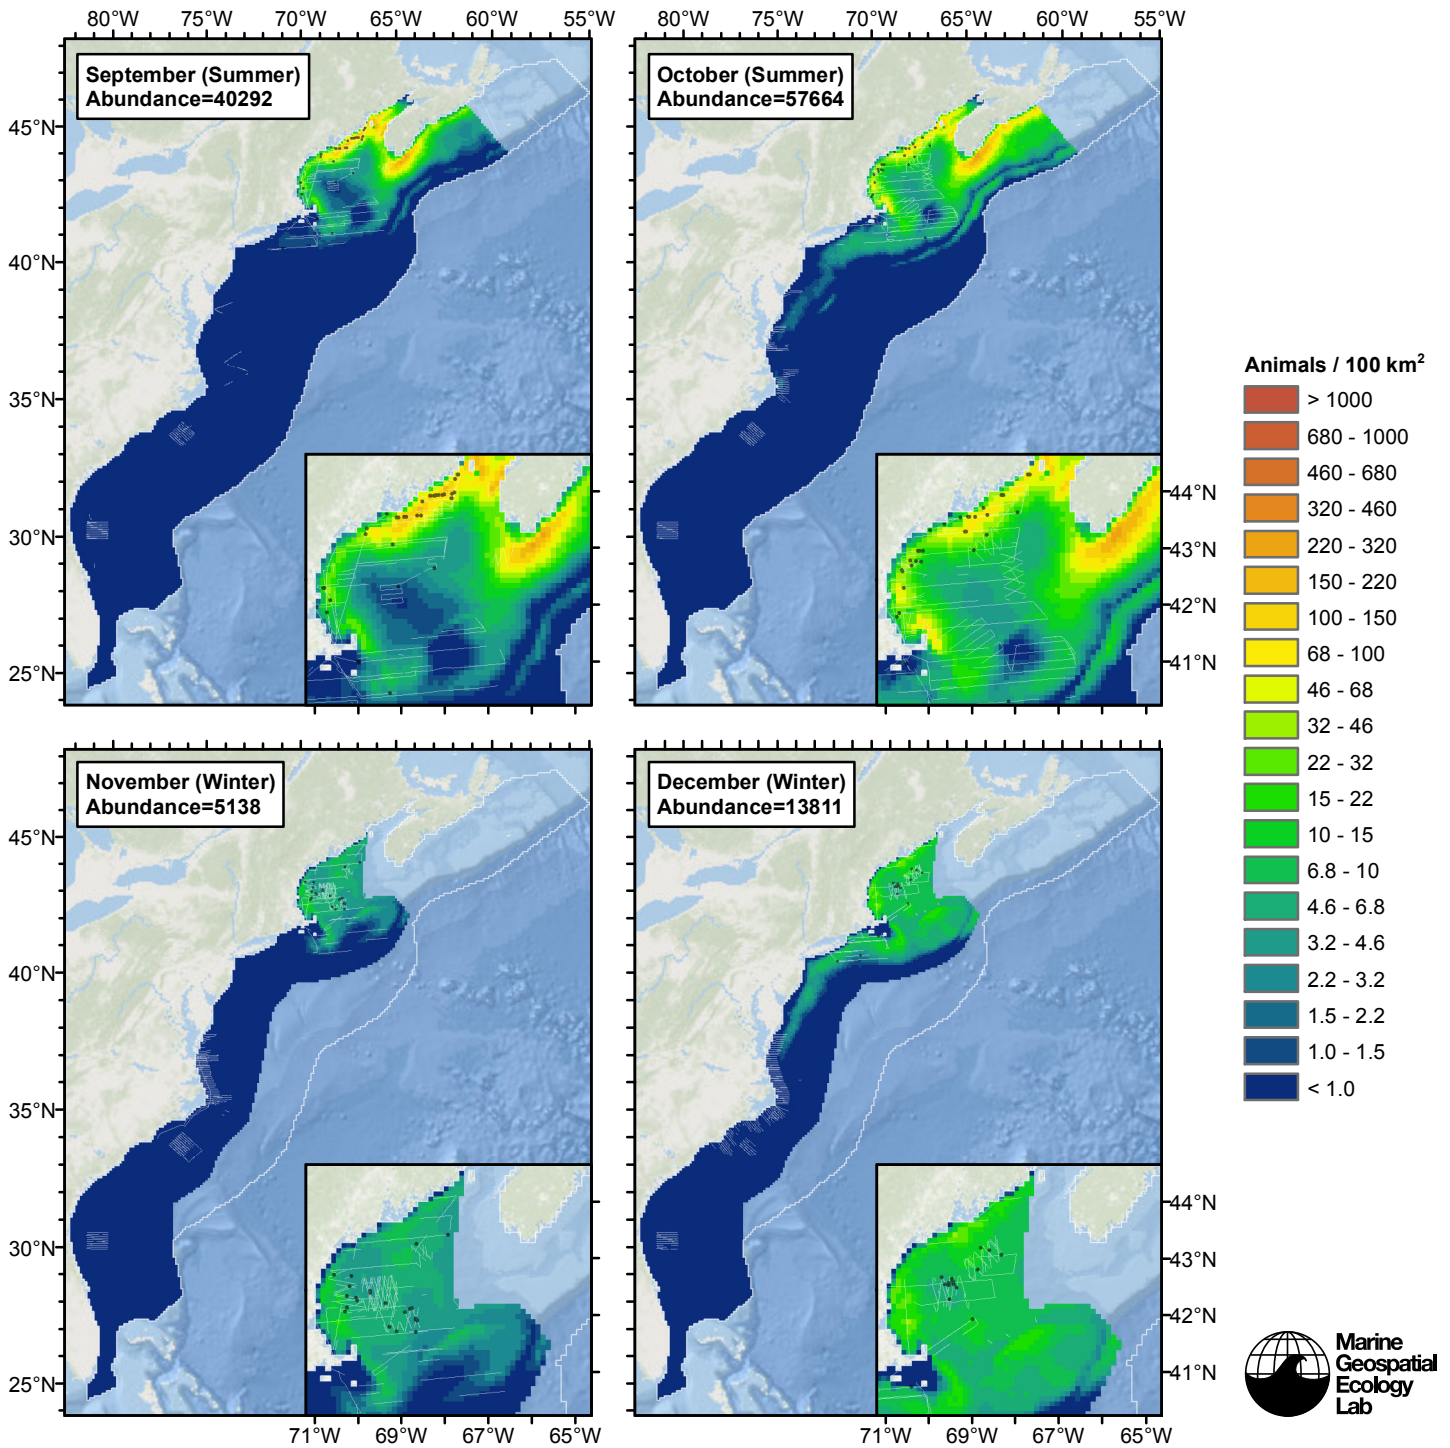 80°W 75°W 70°W 65°W 60°W 55°W
80°W 75°W 70°W 65°W 60°W 55°W
September (Summer)
Abundance=40292
October (Summer)
Abundance=57664
45°N
40°N
35°N
30°N
25°N
44°N
43°N
42°N
41°N
November (Winter)
Abundance=5138
December (Winter)
Abundance=13811
45°N
40°N
35°N
30°N
25°N
44°N
43°N
42°N
41°N
71°W 69°W 67°W 65°W
71°W 69°W 67°W 65°W
Animals / 100 km²
> 1000
680 - 1000
460 - 680
320 - 460
220 - 320
150 - 220
100 - 150
68 - 100
46 - 68
32 - 46
22 - 32
15 - 22
10 - 15
6.8 - 10
4.6 - 6.8
3.2 - 4.6
2.2 - 3.2
1.5 - 2.2
1.0 - 1.5
< 1.0
Marine
Geospatial
Ecology
Lab